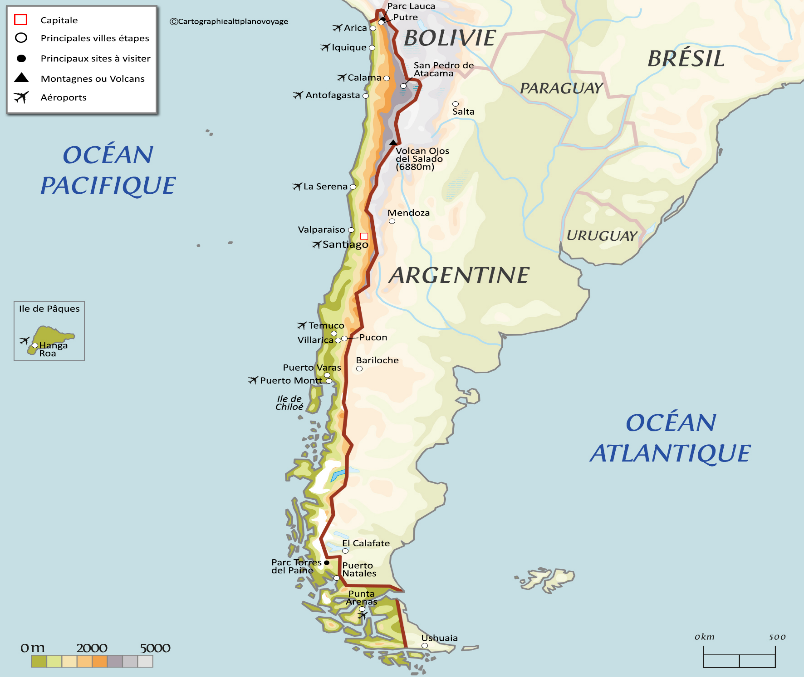 Capitale
Principales villes étapes
Principaux sites à visiter
Montagnes ou Volcans
Aéroports
©Cartographiealtiplanovoyage
Parc Lauca
Putre
Arica
BOLIVIE
Iquique
BRÉSIL
San Pedro de
Atacama
Calama
PARAGUAY
Antofagasta
Salta
Volcan Ojos
del Salado
(6880m)
OCÉAN
PACIFIQUE
La Serena
Mendoza
Valparaiso
Santiago
URUGUAY
ARGENTINE
Ile de Pâques
Hanga
Roa
Temuco
Villarica
Pucon
Bariloche
Puerto Varas
Puerto Montt
Ile de
Chiloé
OCÉAN
ATLANTIQUE
El Calafate
Parc Torres
del Paine
Puerto
Natales
Punta
Arenas
Ushuaia
0 m 2000 5000
0km 500